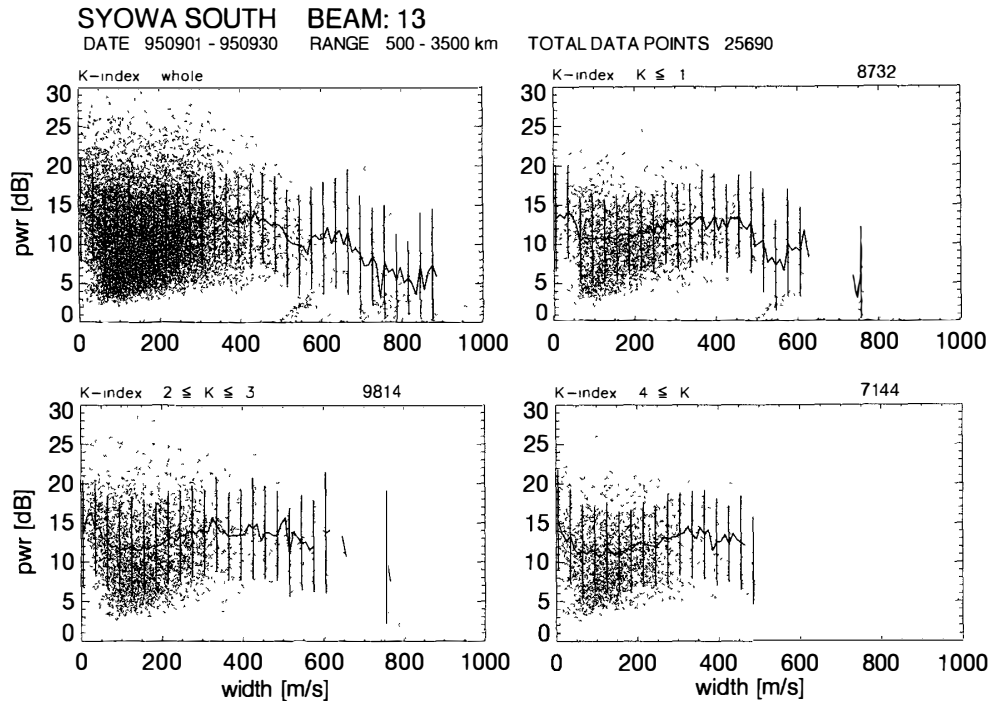 SYOWA SOUTH BEAM: 13
DATE 950901 - 950930 RANGE 500 - 3500 km TOTAL DATA POINTS 25690
K-index whole
30
25
20
15
10
5
0
pwr [dB]
0 200 400 600 800 1000
K-index K ≦ 1 8732
30
25
20
15
10
5
0
0 200 400 600 800 1000
K-index 2 ≦ K ≦ 3 9814
30
25
20
15
10
5
0
pwr [dB]
0 200 400 600 800 1000
width [m/s]
K-index 4 ≦ K 7144
30
25
20
15
10
5
0
0 200 400 600 800 1000
width [m/s]